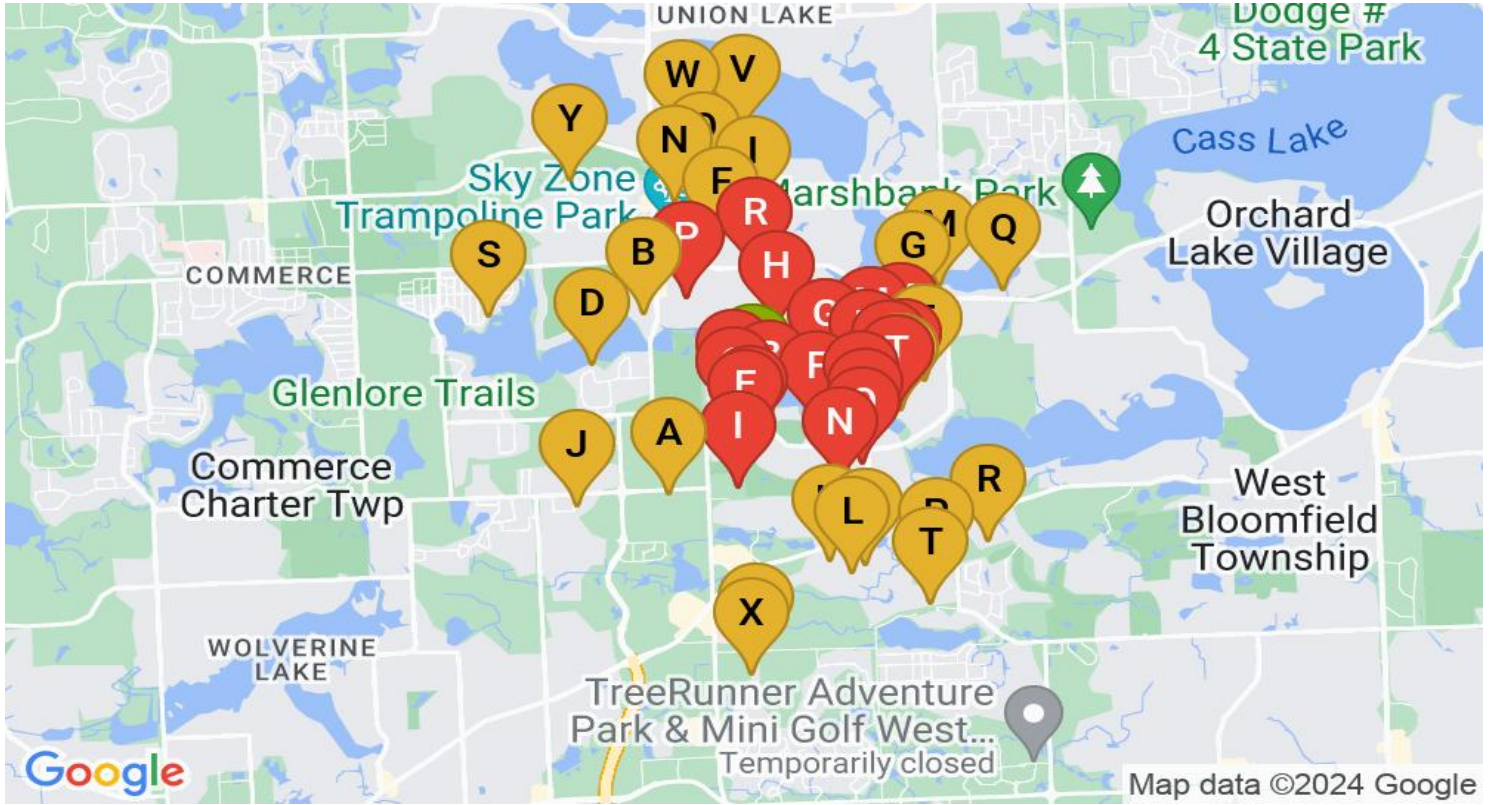 UNION LAKE
Dodge #
4 State Park
W
V
Y
N
I
Cass Lake
Sky Zone
Trampoline Park
F
Marshbank Park
R
P
M
G
Q
Orchard
Lake Village
S
B
H
COMMERCE
D
G
T
F
Glenlore Trails
N
I
A
J
Commerce
Charter Twp
R
L
T
West
Bloomfield
Township
X
WOLVERINE
LAKE
TreeRunner Adventure
Park & Mini Golf West...
Temporarily closed
Google
Map data ©2024 Google